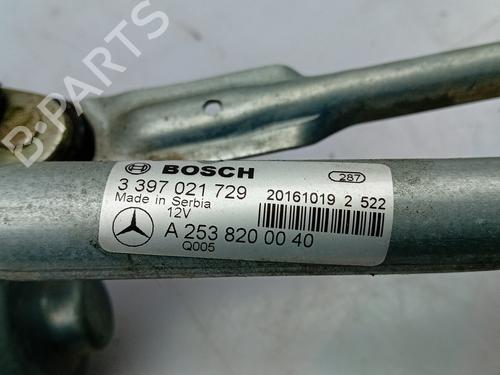 B-PARTS
BOSCH
287
3 397 021 729
20161019 2 522
Made in Serbia
12V
A 253 820 00 40
Q005